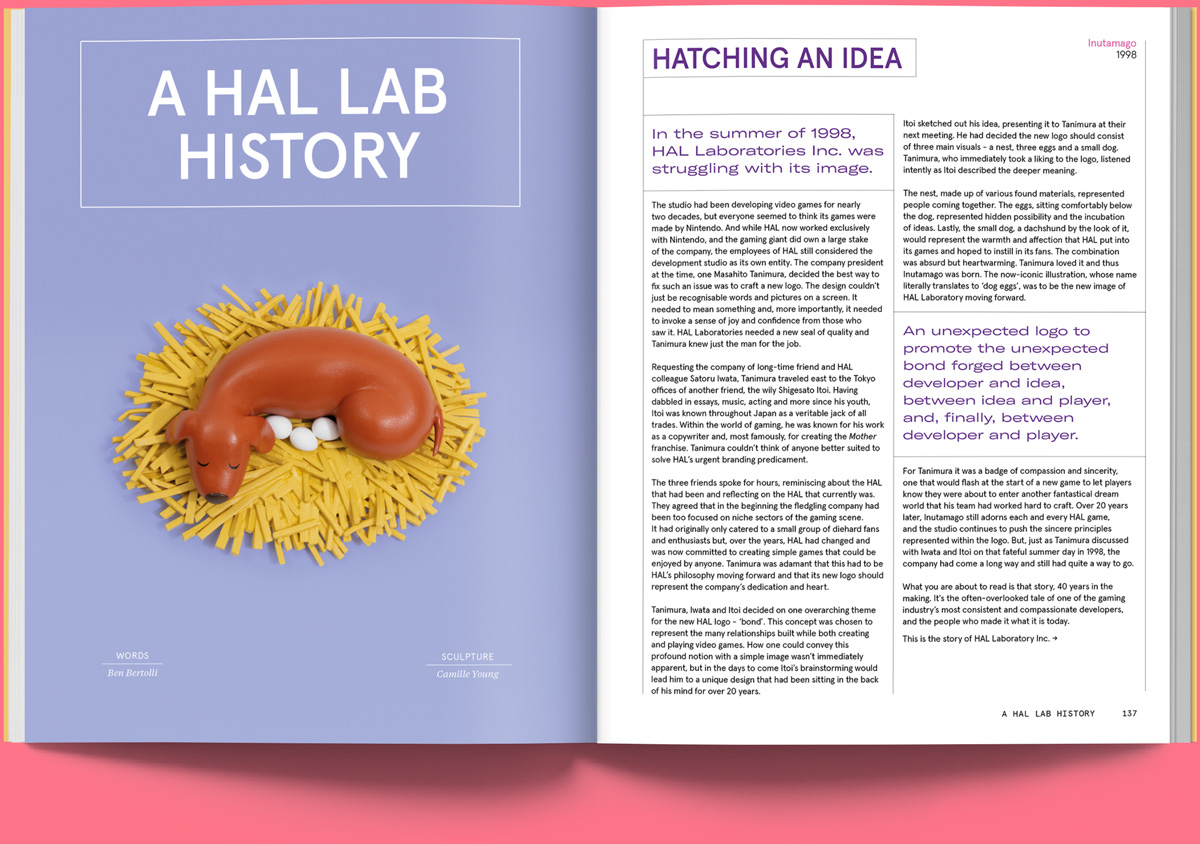 A HAL LAB
HISTORY
WORDS
Ben Bertolli
SCULPTURE
Camille Young
HATCHING AN IDEA
Inutamago
1998
In the summer of 1998,
HAL Laboratories Inc. was
struggling with its image.
The studio had been developing video games for nearly
two decades, but everyone seemed to think its games were
made by Nintendo. And while HAL now worked exclusively
with Nintendo, and the gaming giant did own a large stake
of the company, the employees of HAL still considered the
development studio as its own entity. The company president
at the time, one Masahito Tanimura, decided the best way to
fix such an issue was to craft a new logo. The design couldn't
just be recognisable words and pictures on a screen. It
needed to mean something and, more importantly, it needed
to invoke a sense of joy and confidence from those who
saw it. HAL Laboratories needed a new seal of quality and
Tanimura knew just the man for the job.
Requesting the company of long-time friend and HAL
colleague Satoru Iwata, Tanimura traveled east to the Tokyo
offices of another friend, the wily Shigesato Itoi. Having
dabbled in essays, music, acting and more since his youth,
Itoi was known throughout Japan as a veritable jack of all
trades. Within the world of gaming, he was known for his work
as a copywriter and, most famously, for creating the Mother
franchise. Tanimura couldn't think of anyone better suited to
solve HAL's urgent branding predicament.
The three friends spoke for hours, reminiscing about the HAL
that had been and reflecting on the HAL that currently was.
They agreed that in the beginning the fledgling company had
been too focused on niche sectors of the gaming scene.
It had originally only catered to a small group of diehard fans
and enthusiasts but, over the years, HAL had changed and
was now committed to creating simple games that could be
enjoyed by anyone. Tanimura was adamant that this had to be
HAL's philosophy moving forward and that its new logo should
represent the company's dedication and heart.
Tanimura, Iwata and Itoi decided on one overarching theme
for the new HAL logo - 'bond'. This concept was chosen to
represent the many relationships built while both creating
and playing video games. How one could convey this
profound notion with a simple image wasn't immediately
apparent, but in the days to come Itoi's brainstorming would
lead him to a unique design that had been sitting in the back
of his mind for over 20 years.
Itoi sketched out his idea, presenting it to Tanimura at their
next meeting. He had decided the new logo should consist
of three main visuals - a nest, three eggs and a small dog.
Tanimura, who immediately took a liking to the logo, listened
intently as Itoi described the deeper meaning.
The nest, made up of various found materials, represented
people coming together. The eggs, sitting comfortably below
the dog, represented hidden possibility and the incubation
of ideas. Lastly, the small dog, a dachshund by the look of it,
would represent the warmth and affection that HAL put into
its games and hoped to instill in its fans. The combination
was absurd but heartwarming. Tanimura loved it and thus
Inutamago was born. The now-iconic illustration, whose name
literally translates to 'dog eggs', was to be the new image of
HAL Laboratory moving forward.
An unexpected logo to
promote the unexpected
bond forged between
developer and idea,
between idea and player,
and, finally, between
developer and player.
For Tanimura it was a badge of compassion and sincerity,
one that would flash at the start of a new game to let players
know they were about to enter another fantastical dream
world that his team had worked hard to craft. Over 20 years
later, Inutamago still adorns each and every HAL game,
and the studio continues to push the sincere principles
represented within the logo. But, just as Tanimura discussed
with Iwata and Itoi on that fateful summer day in 1998, the
company had come a long way and still had quite a way to go.
What you are about to read is that story, 40 years in the
making. It's the often-overlooked tale of one of the gaming
industry's most consistent and compassionate developers,
and the people who made it what it is today.
This is the story of HAL Laboratory Inc. →
A HAL LAB HISTORY 137